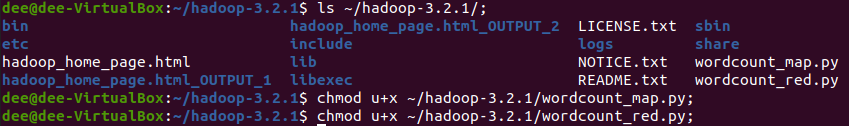 dee@dee-VirtualBox:~/hadoop-3.2.1$ ls ~/hadoop-3.2.1/;
bin hadoop_home_page.html_OUTPUT_2 LICENSE.txt sbin
etc include logs share
hadoop_home_page.html lib NOTICE.txt wordcount_map.py
hadoop_home_page.html_OUTPUT_1 libexec README.txt wordcount_red.py
dee@dee-VirtualBox:~/hadoop-3.2.1$ chmod u+x ~/hadoop-3.2.1/wordcount_map.py;
dee@dee-VirtualBox:~/hadoop-3.2.1$ chmod u+x ~/hadoop-3.2.1/wordcount_red.py;